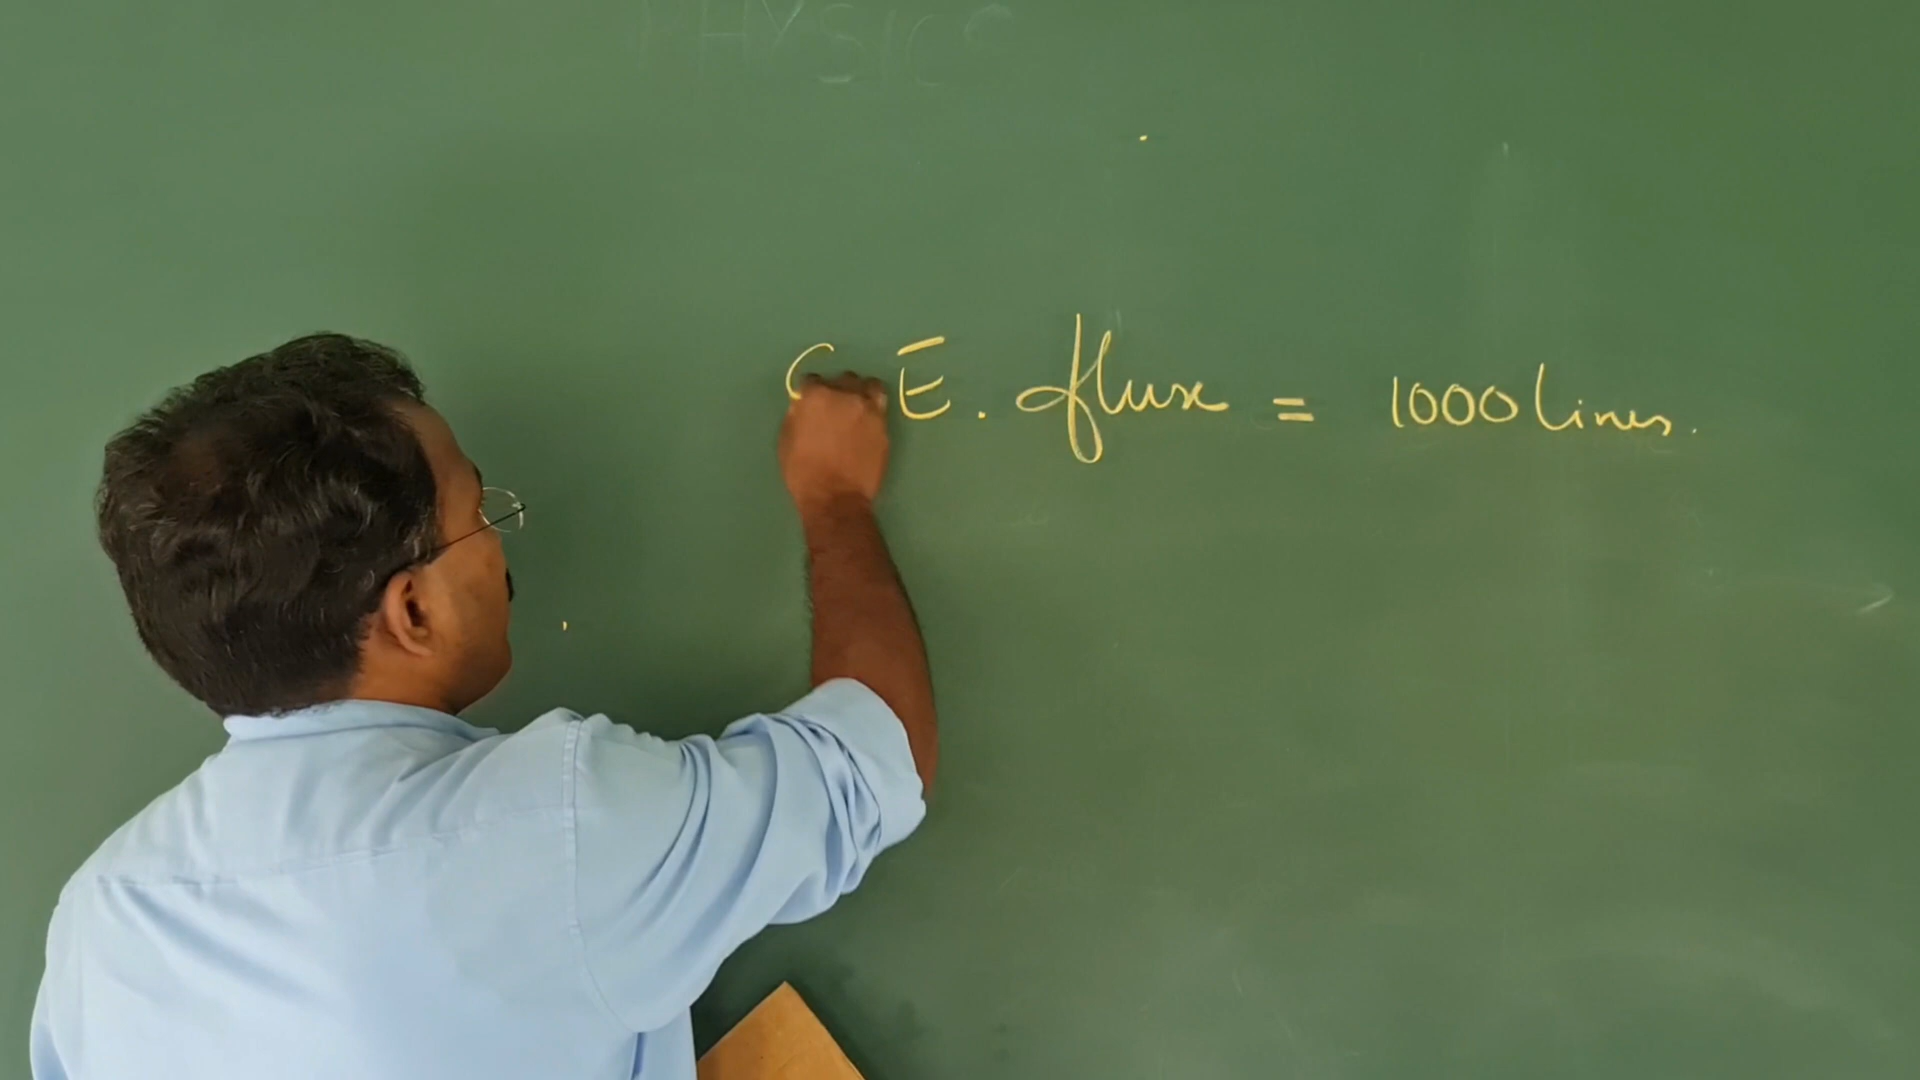 PHYSICS
E. flux = 1000 lines.